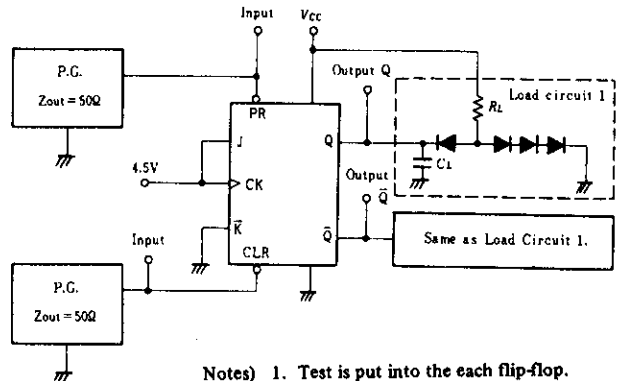 Input
VCC
P.G.
Zout = 50Ω
Output Q
Load circuit 1
RL
PR
J
Q
CL
4.5V
CK
Output
Q̅
K̅
Q̅
Same as Load Circuit 1.
Input
CLR
P.G.
Zout = 50Ω
Notes) 1. Test is put into the each flip-flop.